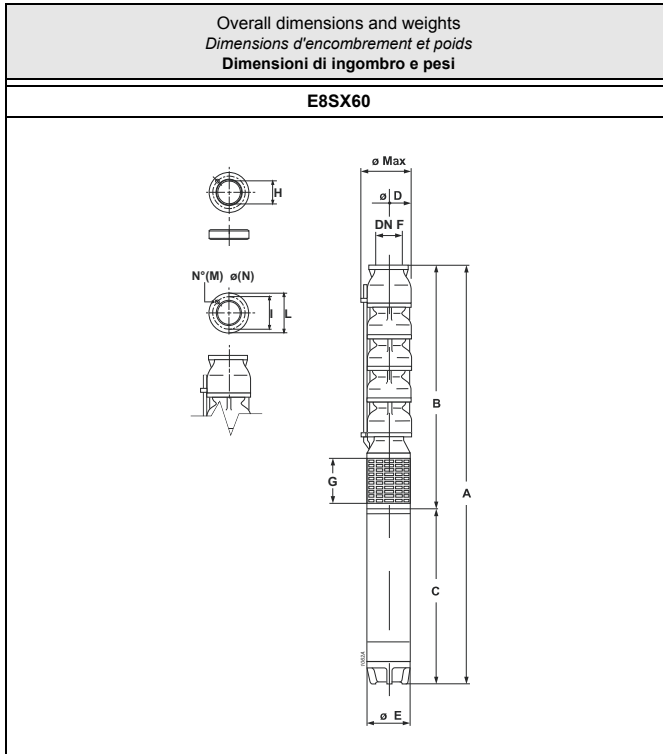 Overall dimensions and weights
Dimensions d'encombrement et poids
Dimensioni di ingombro e pesi
E8SX60
ø Max
ø D
DN F
H
N°(M) ø(N)
I
L
B
G
A
C
ø E